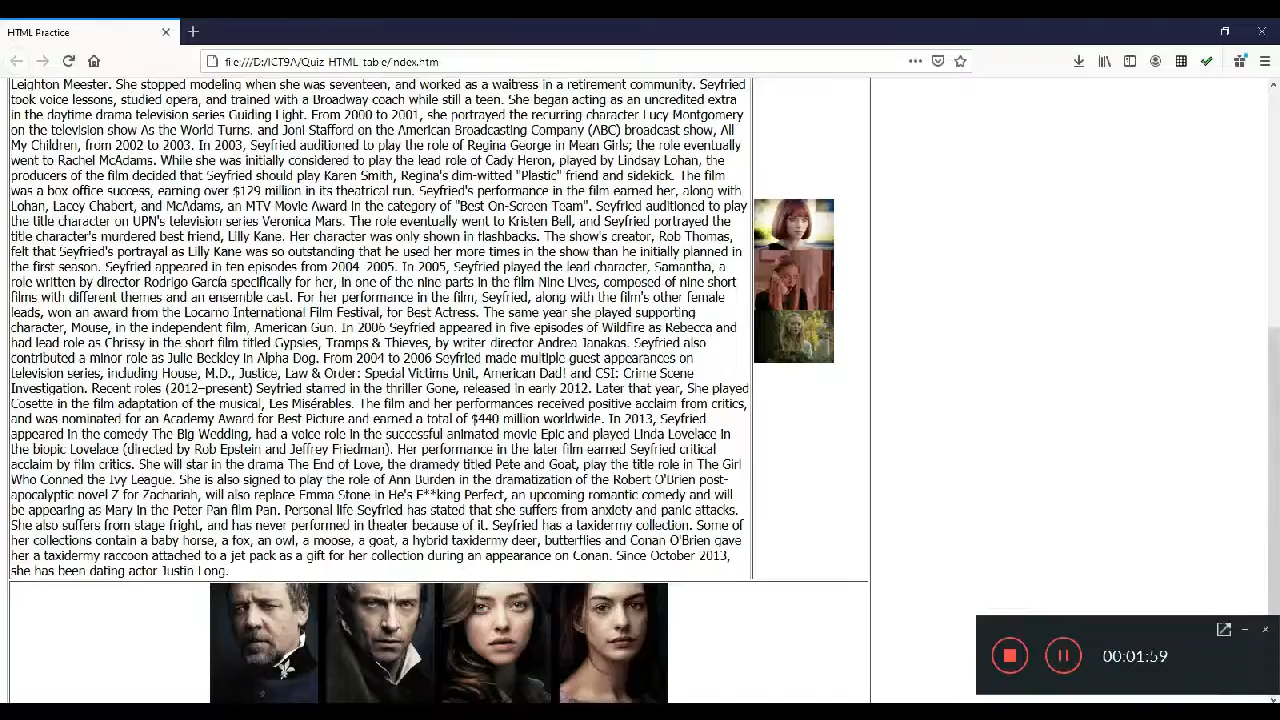 HTML Practice
file:///D:/ICT9A/Quiz_HTML_table/index.htm
Leighton Meester. She stopped modeling when she was seventeen, and worked as a waitress in a retirement community. Seyfried
took voice lessons, studied opera, and trained with a Broadway coach while still a teen. She began acting as an uncredited extra
in the daytime drama television series Guiding Light. From 2000 to 2001, she portrayed the recurring character Lucy Montgomery
on the television show As the World Turns, and Joni Stafford on the American Broadcasting Company (ABC) broadcast show, All
My Children, from 2002 to 2003. In 2003, Seyfried auditioned to play the role of Regina George in Mean Girls; the role eventually
went to Rachel McAdams. While she was initially considered to play the lead role of Cady Heron, played by Lindsay Lohan, the
producers of the film decided that Seyfried should play Karen Smith, Regina's dim-witted "Plastic" friend and sidekick. The film
was a box office success, earning over $129 million in its theatrical run. Seyfried's performance in the film earned her, along with
Lohan, Lacey Chabert, and McAdams, an MTV Movie Award in the category of "Best On-Screen Team". Seyfried auditioned to play
the title character on UPN's television series Veronica Mars. The role eventually went to Kristen Bell, and Seyfried portrayed the
title character's murdered best friend, Lilly Kane. Her character was only shown in flashbacks. The show's creator, Rob Thomas,
felt that Seyfried's portrayal as Lilly Kane was so outstanding that he used her more times in the show than he initially planned in
the first season. Seyfried appeared in ten episodes from 2004–2005. In 2005, Seyfried played the lead character, Samantha, a
role written by director Rodrigo García specifically for her, in one of the nine parts in the film Nine Lives, composed of nine short
films with different themes and an ensemble cast. For her performance in the film, Seyfried, along with the film's other female
leads, won an award from the Locarno International Film Festival, for Best Actress. The same year she played supporting
character, Mouse, in the independent film, American Gun. In 2006 Seyfried appeared in five episodes of Wildfire as Rebecca and
had lead role as Chrissy in the short film titled Gypsies, Tramps & Thieves, by writer director Andrea Janakas. Seyfried also
contributed a minor role as Julie Beckley in Alpha Dog. From 2004 to 2006 Seyfried made multiple guest appearances on
television series, including House, M.D., Justice, Law & Order: Special Victims Unit, American Dad! and CSI: Crime Scene
Investigation. Recent roles (2012–present) Seyfried starred in the thriller Gone, released in early 2012. Later that year, She played
Cosette in the film adaptation of the musical, Les Misérables. The film and her performances received positive acclaim from critics,
and was nominated for an Academy Award for Best Picture and earned a total of $440 million worldwide. In 2013, Seyfried
appeared in the comedy The Big Wedding, had a voice role in the successful animated movie Epic and played Linda Lovelace in
the biopic Lovelace (directed by Rob Epstein and Jeffrey Friedman). Her performance in the later film earned Seyfried critical
acclaim by film critics. She will star in the drama The End of Love, the dramedy titled Pete and Goat, play the title role in The Girl
Who Conned the Ivy League. She is also signed to play the role of Ann Burden in the dramatization of the Robert O'Brien post-
apocalyptic novel Z for Zachariah, will also replace Emma Stone in He's F**king Perfect, an upcoming romantic comedy and will
be appearing as Mary in the Peter Pan film Pan. Personal life Seyfried has stated that she suffers from anxiety and panic attacks.
She also suffers from stage fright, and has never performed in theater because of it. Seyfried has a taxidermy collection. Some of
her collections contain a baby horse, a fox, an owl, a moose, a goat, a hybrid taxidermy deer, butterflies and Conan O'Brien gave
her a taxidermy raccoon attached to a jet pack as a gift for her collection during an appearance on Conan. Since October 2013,
she has been dating actor Justin Long.
00:01:59